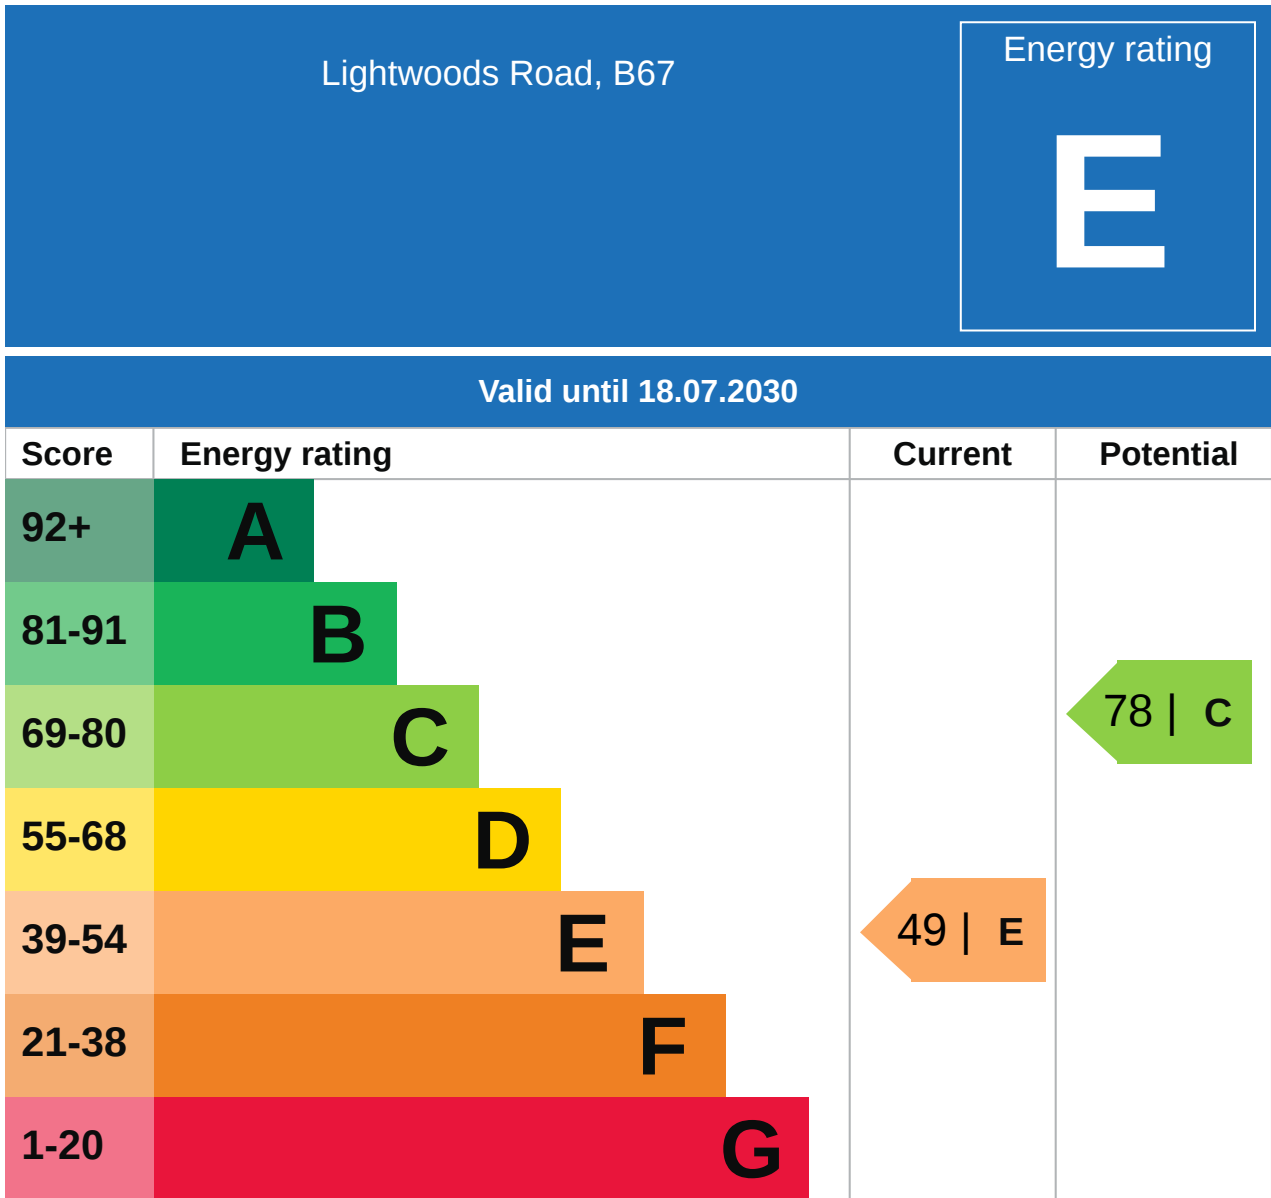 Lightwoods Road, B67
Energy rating
E
Valid until 18.07.2030
Score Energy rating Current Potential
92+ A
81-91 B
69-80 C
78 | C
55-68 D
39-54 E
49 | E
21-38 F
1-20 G